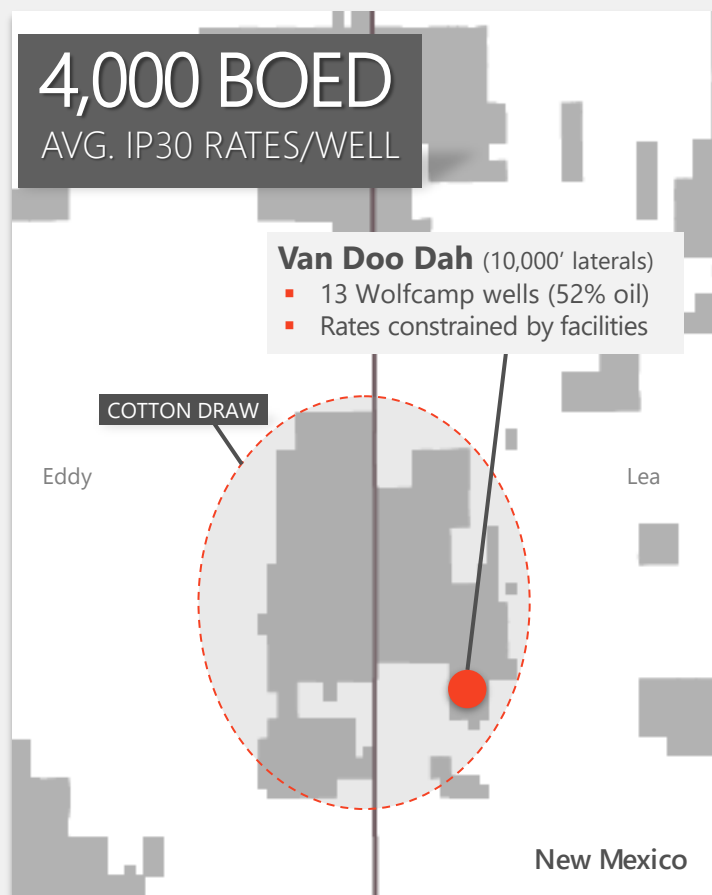 4,000 BOED
AVG. IP30 RATES/WELL
Van Doo Dah (10,000’ laterals)
▪ 13 Wolfcamp wells (52% oil)
▪ Rates constrained by facilities
COTTON DRAW
Eddy
Lea
New Mexico